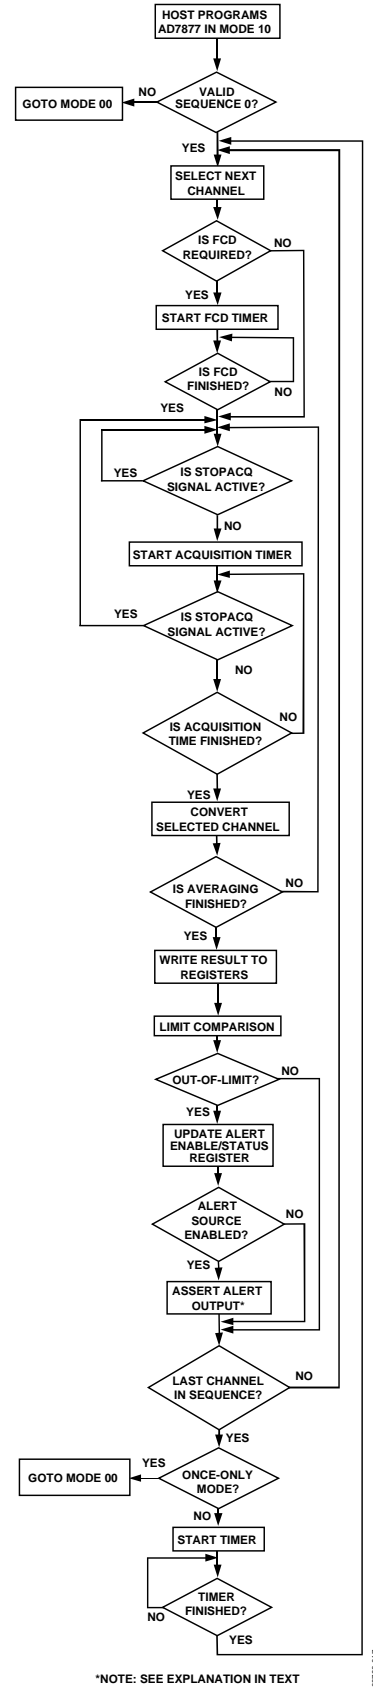 HOST PROGRAMS
AD7877 IN MODE 10
NO
VALID
SEQUENCE 0?
GOTO MODE 00
YES
SELECT NEXT
CHANNEL
IS FCD
REQUIRED?
NO
YES
START FCD TIMER
IS FCD
FINISHED?
NO
YES
IS STOPACQ
SIGNAL ACTIVE?
YES
NO
START ACQUISITION TIMER
YES
IS STOPACQ
SIGNAL ACTIVE?
NO
NO
IS ACQUISITION
TIME FINISHED?
YES
CONVERT
SELECTED CHANNEL
IS AVERAGING
FINISHED?
NO
YES
WRITE RESULT TO
REGISTERS
LIMIT COMPARISON
OUT-OF-LIMIT?
NO
YES
UPDATE ALERT
ENABLE/STATUS
REGISTER
ALERT
SOURCE
ENABLED?
NO
YES
ASSERT ALERT
OUTPUT*
LAST CHANNEL
IN SEQUENCE?
NO
YES
YES
ONCE-ONLY
MODE?
GOTO MODE 00
NO
START TIMER
TIMER
FINISHED?
NO
YES
*NOTE: SEE EXPLANATION IN TEXT